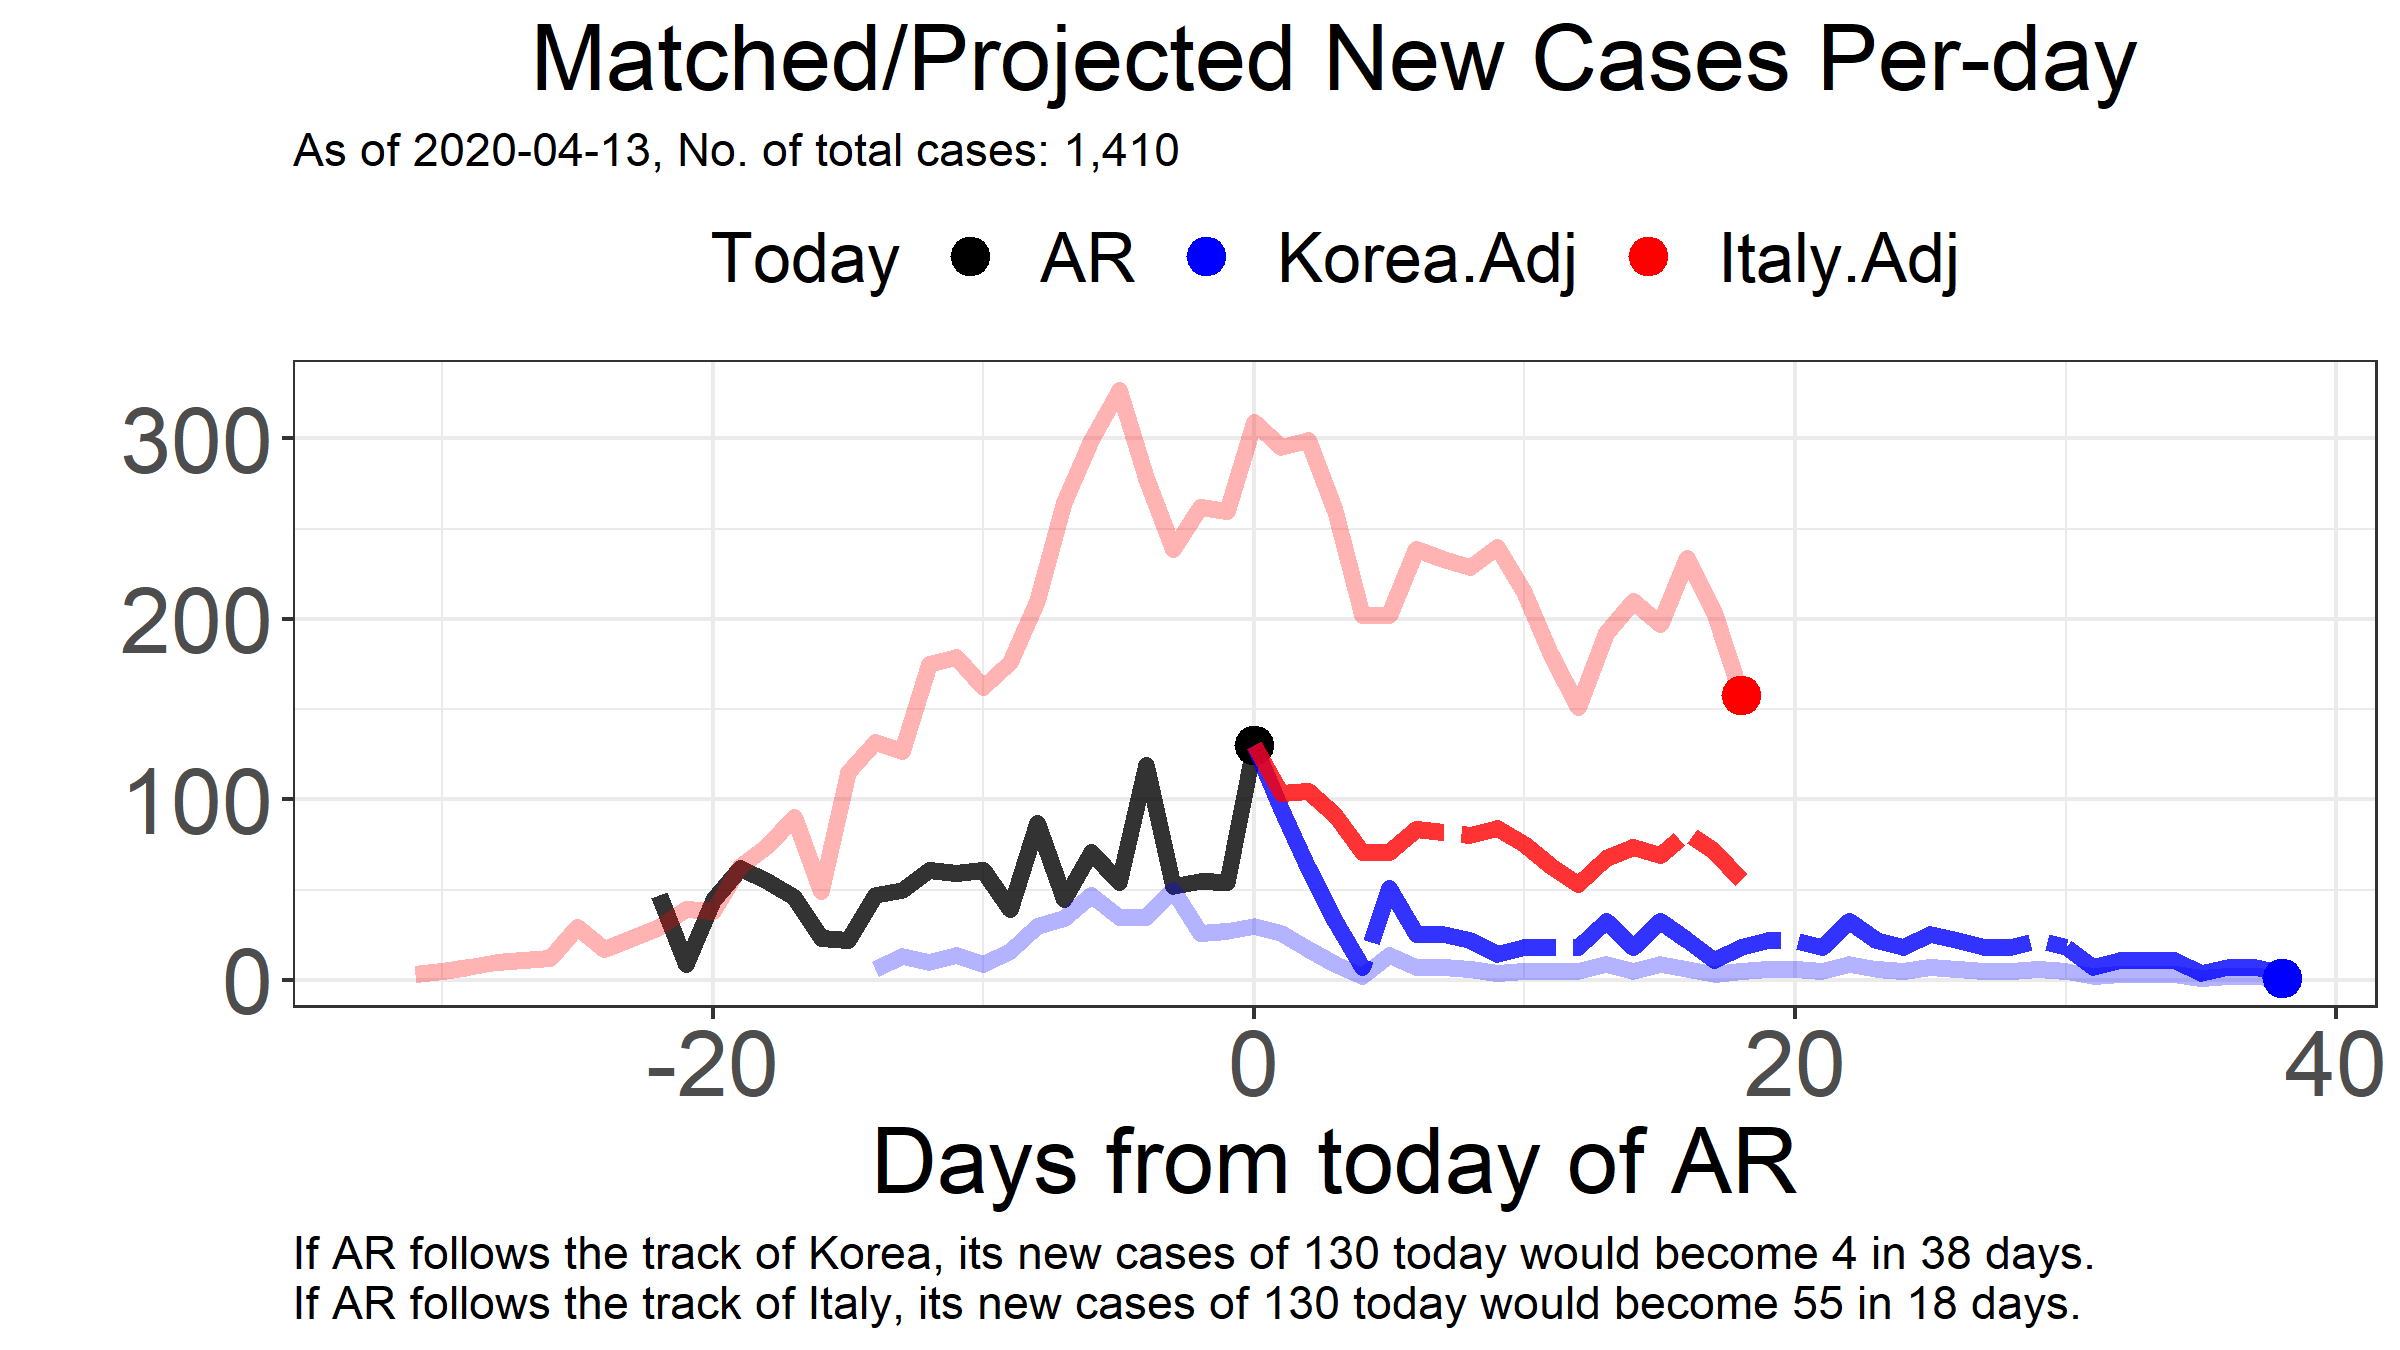 Matched/Projected New Cases Per-day
As of 2020-04-13, No. of total cases: 1,410
Today AR Korea.Adj Italy.Adj
300
200
100
0
-20 0 20 40
Days from today of AR
If AR follows the track of Korea, its new cases of 130 today would become 4 in 38 days.
If AR follows the track of Italy, its new cases of 130 today would become 55 in 18 days.